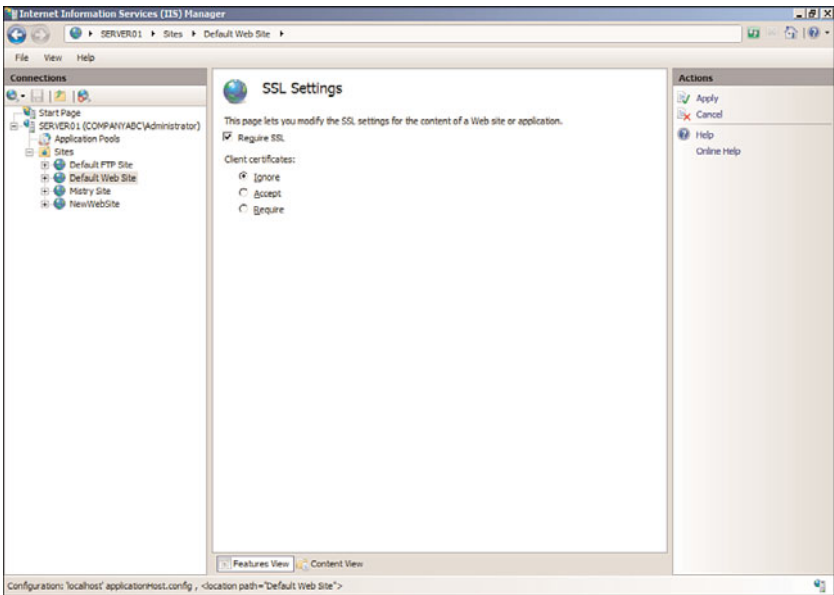 Internet Information Services (IIS) Manager
SERVER01 Sites Default Web Site
File View Help
Connections
Start Page
SERVER01 (COMPANYABC\Administrator)
Application Pools
Sites
Default FTP Site
Default Web Site
Mistry Site
NewWebSite
SSL Settings
This page lets you modify the SSL settings for the content of a Web site or application.
Require SSL
Client certificates:
Ignore
Accept
Require
Features View Content View
Actions
Apply
Cancel
Help
Online Help
Configuration: 'localhost' applicationHost.config , <location path="Default Web Site">